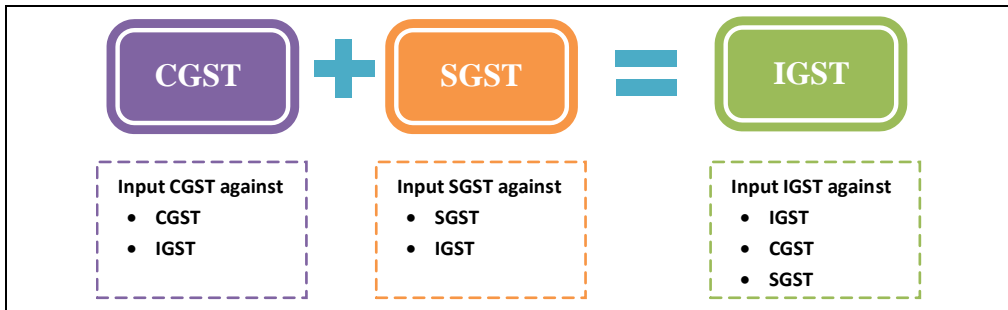 CGST
SGST
IGST
Input CGST against
• CGST
• IGST
Input SGST against
• SGST
• IGST
Input IGST against
• IGST
• CGST
• SGST